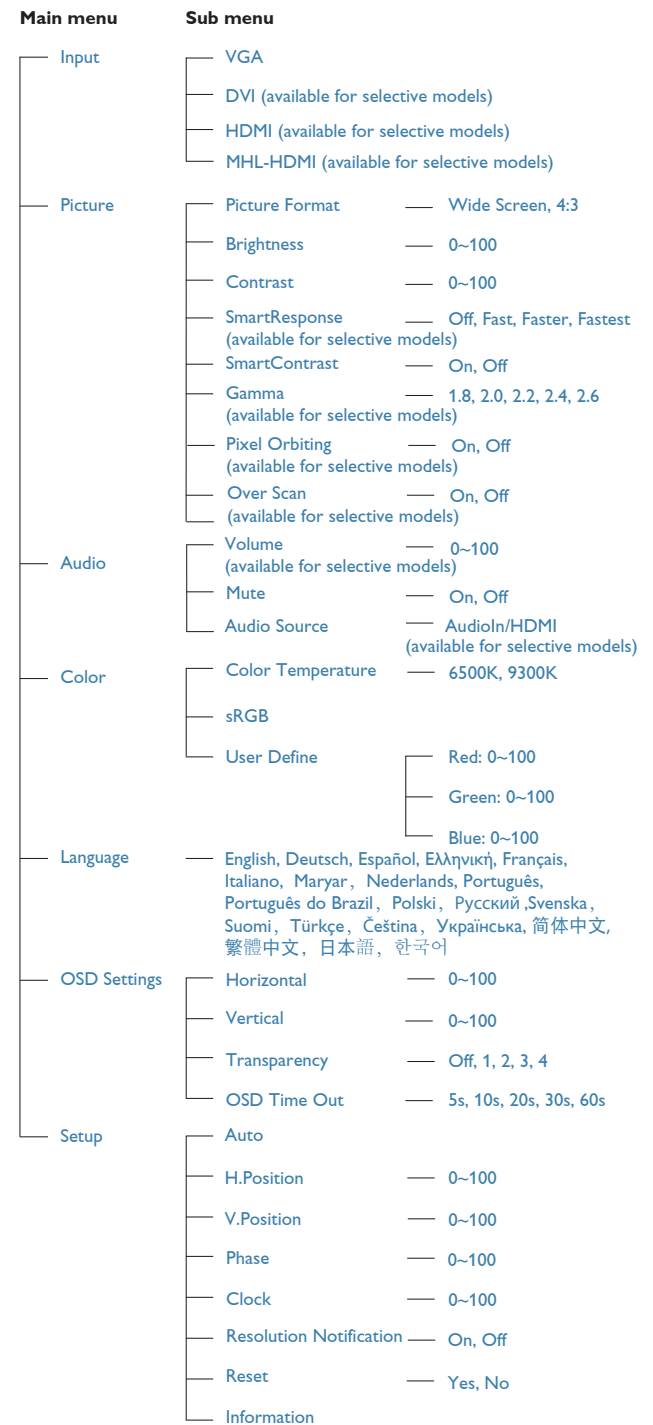 Main menu Sub menu
Input VGA
DVI (available for selective models)
HDMI (available for selective models)
MHL-HDMI (available for selective models)
Picture Picture Format Wide Screen, 4:3
Brightness 0~100
Contrast 0~100
SmartResponse Off, Fast, Faster, Fastest
(available for selective models)
SmartContrast On, Off
Gamma 1.8, 2.0, 2.2, 2.4, 2.6
(available for selective models)
Pixel Orbiting On, Off
(available for selective models)
Over Scan On, Off
(available for selective models)
Volume 0~100
Audio (available for selective models)
Mute On, Off
Audio Source AudioIn/HDMI
(available for selective models)
Color Color Temperature 6500K, 9300K
sRGB
User Define Red: 0~100
Green: 0~100
Blue: 0~100
Language English, Deutsch, Español, Ελληνική, Français,
Italiano, Maryar, Nederlands, Português,
Português do Brazil, Polski, Русский ,Svenska,
Suomi, Türkçe, Čeština, Українська, 简体中文,
繁體中文, 日本語, 한국어
OSD Settings Horizontal 0~100
Vertical 0~100
Transparency Off, 1, 2, 3, 4
OSD Time Out 5s, 10s, 20s, 30s, 60s
Setup Auto
H.Position 0~100
V.Position 0~100
Phase 0~100
Clock 0~100
Resolution Notification On, Off
Reset Yes, No
Information